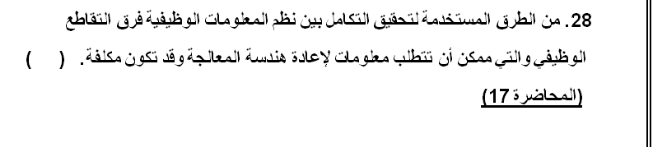 28. من الطرق المستخدمة لتحقيق التكامل بين نظم المعلومات الوظيفية فرق التقاطع
الوظيفي والتي ممكن أن تتطلب معلومات لإعادة هندسة المعالجة وقد تكون مكلفة. (    )
(المحاضرة 17)